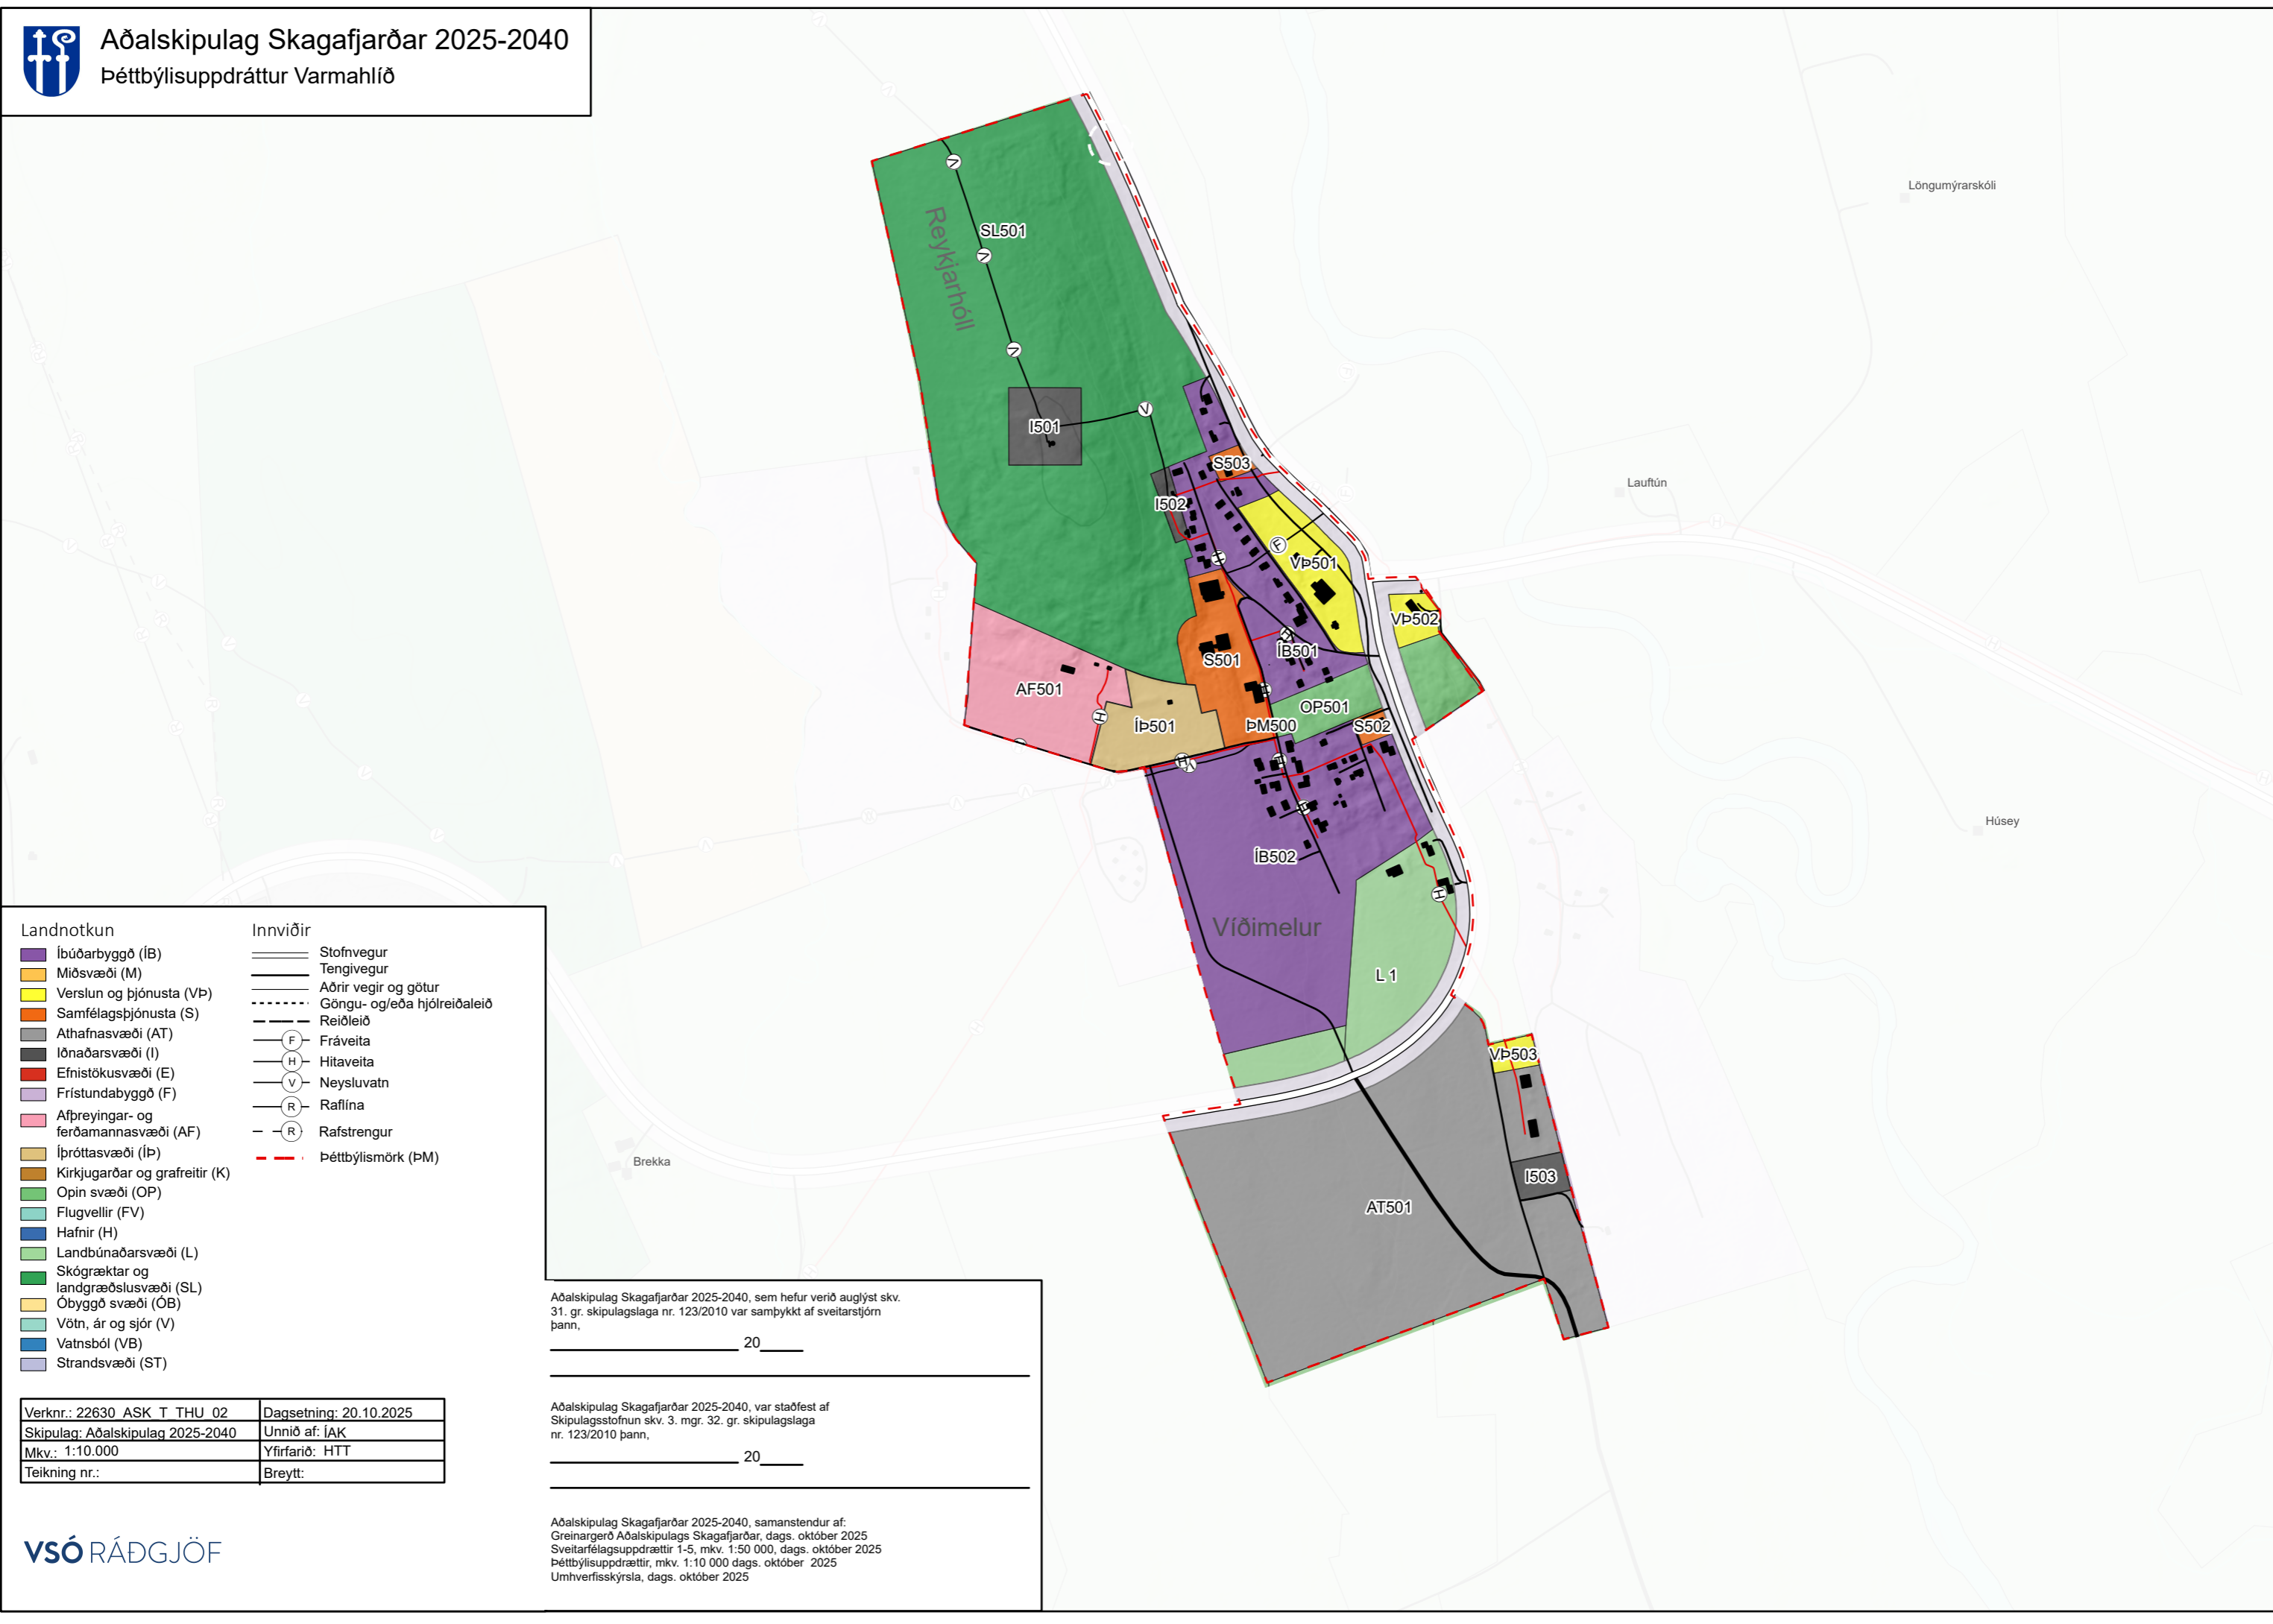 Aðalskipulag Skagafjarðar 2025-2040
Þéttbýlisuppdráttur Varmahlíð
Löngumýrarskóli
SL501
Reykjarhóll
I501
S503
Lauftún
I502
VÞ501
VÞ502
ÍB501
S501
AF501
OP501
ÍÞ501
ÞM500
S502
Húsey
ÍB502
Víðimelur
L 1
VÞ503
Brekka
I503
AT501
Landnotkun
Íbúðarbyggð (ÍB)
Miðsvæði (M)
Verslun og þjónusta (VÞ)
Samfélagsþjónusta (S)
Athafnasvæði (AT)
Iðnaðarsvæði (I)
Efnistökusvæði (E)
Frístundabyggð (F)
Afþreyingar- og
ferðamannasvæði (AF)
Íþróttasvæði (ÍÞ)
Kirkjugarðar og grafreitir (K)
Opin svæði (OP)
Flugvellir (FV)
Hafnir (H)
Landbúnaðarsvæði (L)
Skógræktar og
landgræðslusvæði (SL)
Óbyggð svæði (ÓB)
Vötn, ár og sjór (V)
Vatnsból (VB)
Strandsvæði (ST)
Innviðir
Stofnvegur
Tengivegur
Aðrir vegir og götur
Göngu- og/eða hjólreiðaleið
Reiðleið
F Fráveita
H Hitaveita
V Neysluvatn
R Raflína
R Rafstrengur
Þéttbýlismörk (ÞM)
Verknr.: 22630_ASK_T_THU_02 Dagsetning: 20.10.2025
Skipulag: Aðalskipulag 2025-2040 Unnið af: ÍAK
Mkv.: 1:10.000 Yfirfarið: HTT
Teikning nr.: Breytt:
VSÓ RÁÐGJÖF
Aðalskipulag Skagafjarðar 2025-2040, sem hefur verið auglýst skv.
31. gr. skipulagslaga nr. 123/2010 var samþykkt af sveitarstjórn
þann,
20
Aðalskipulag Skagafjarðar 2025-2040, var staðfest af
Skipulagsstofnun skv. 3. mgr. 32. gr. skipulagslaga
nr. 123/2010 þann,
20
Aðalskipulag Skagafjarðar 2025-2040, samanstendur af:
Greinargerð Aðalskipulags Skagafjarðar, dags. október 2025
Sveitarfélagsuppdrættir 1-5, mkv. 1:50 000, dags. október 2025
Þéttbýlisuppdrættir, mkv. 1:10 000 dags. október 2025
Umhverfisskýrsla, dags. október 2025